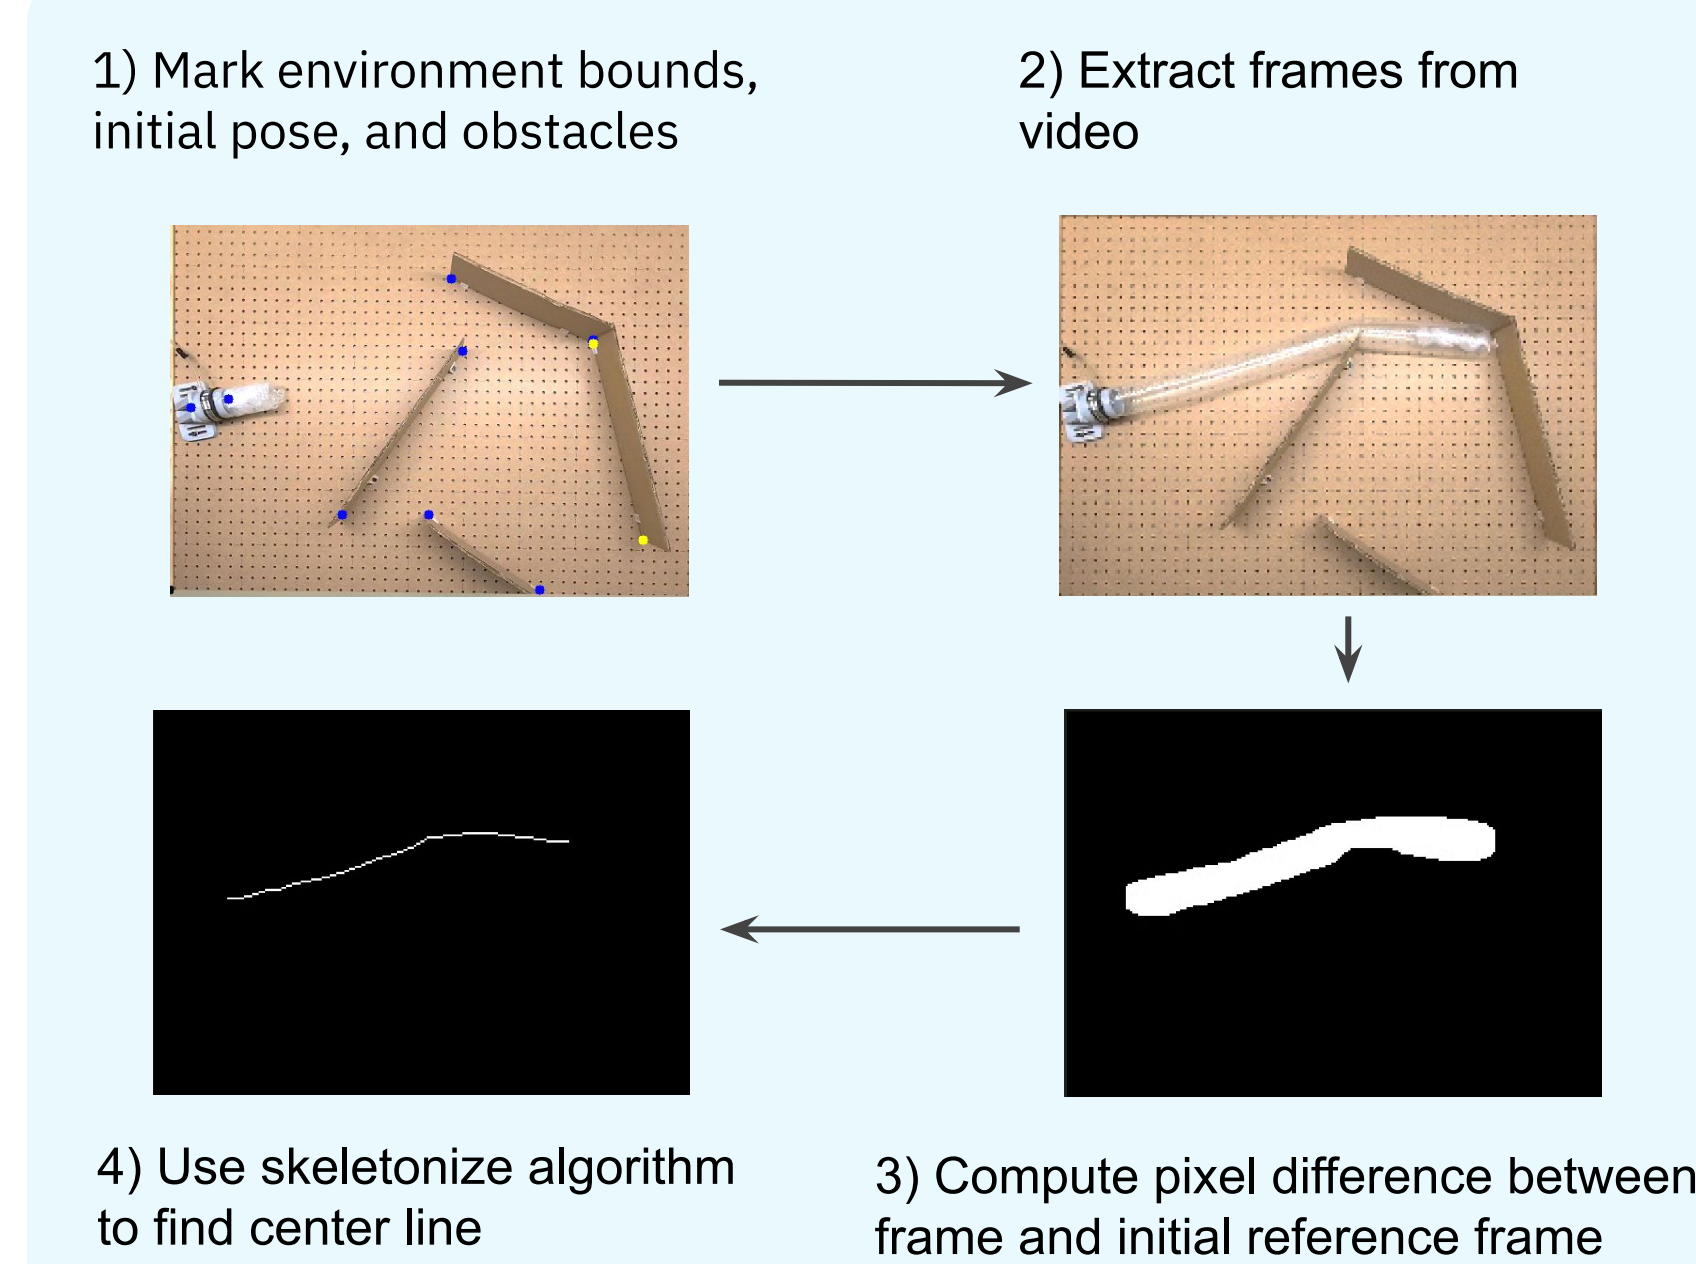 1) Mark environment bounds,
initial pose, and obstacles
2) Extract frames from
video
3) Compute pixel difference between
frame and initial reference frame
4) Use skeletonize algorithm
to find center line